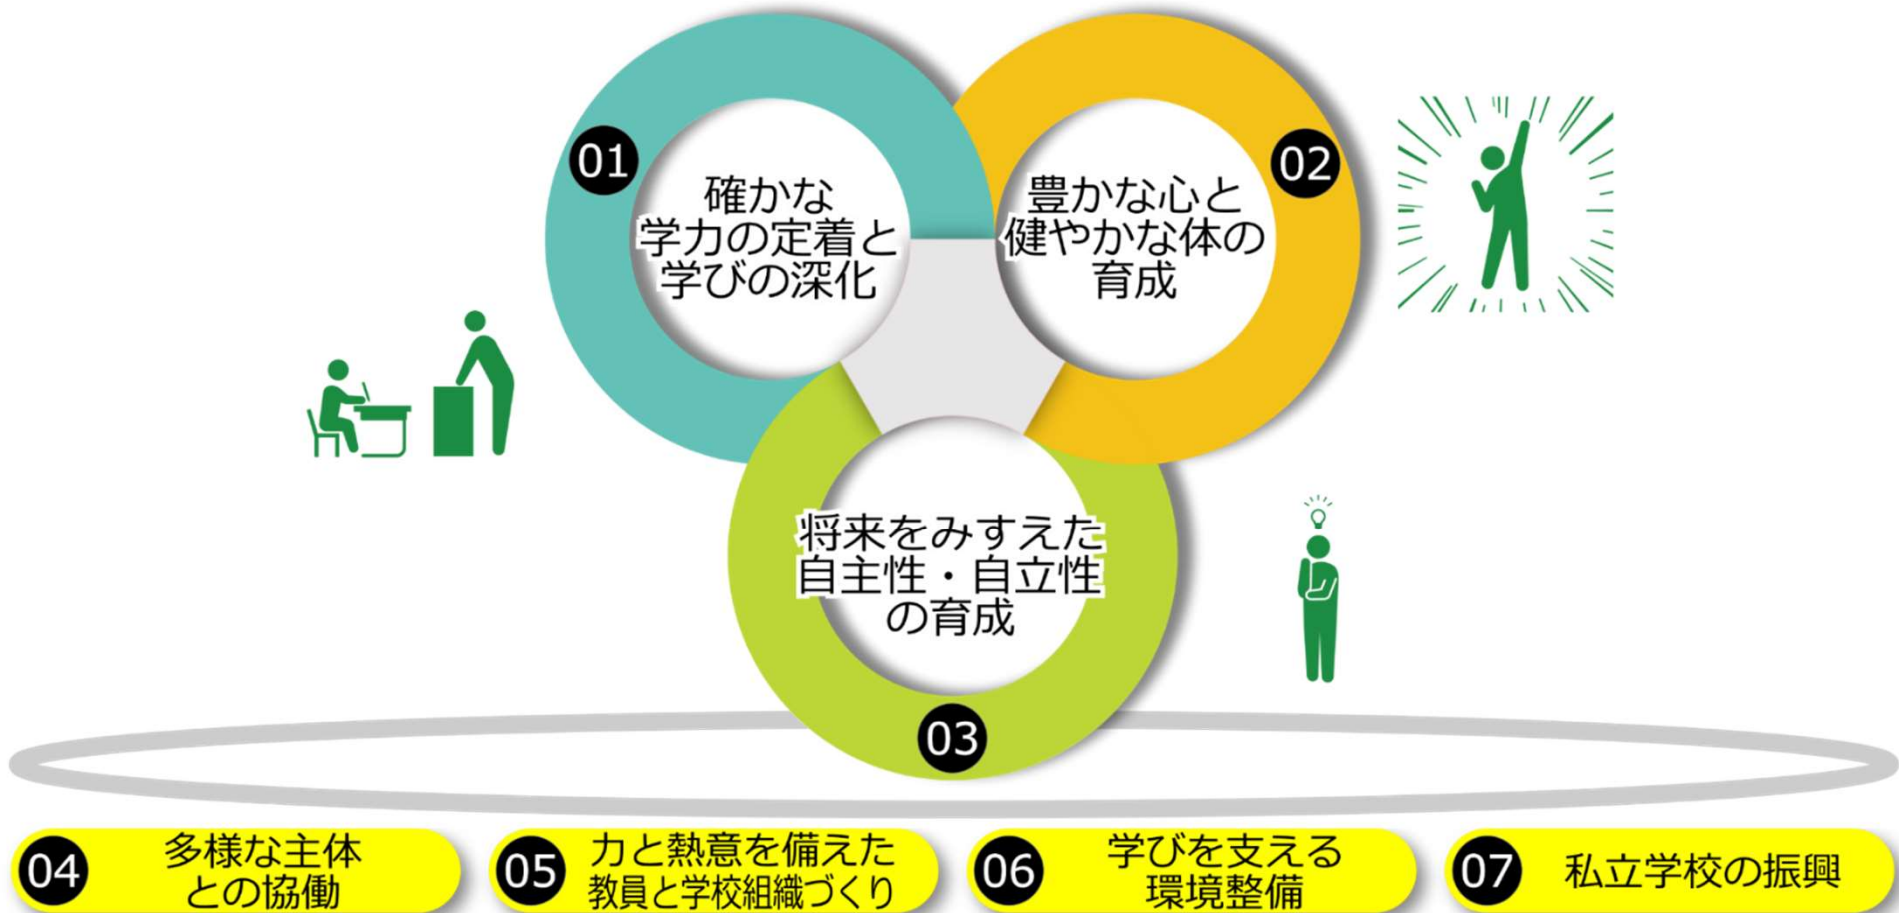 01
確かな
学力の定着と
学びの深化
02
豊かな心と
健やかな体の
育成
将来をみすえた
自主性・自立性
の育成
03
04
多様な主体
との協働
05
力と熱意を備えた
教員と学校組織づくり
06
学びを支える
環境整備
07
私立学校の振興